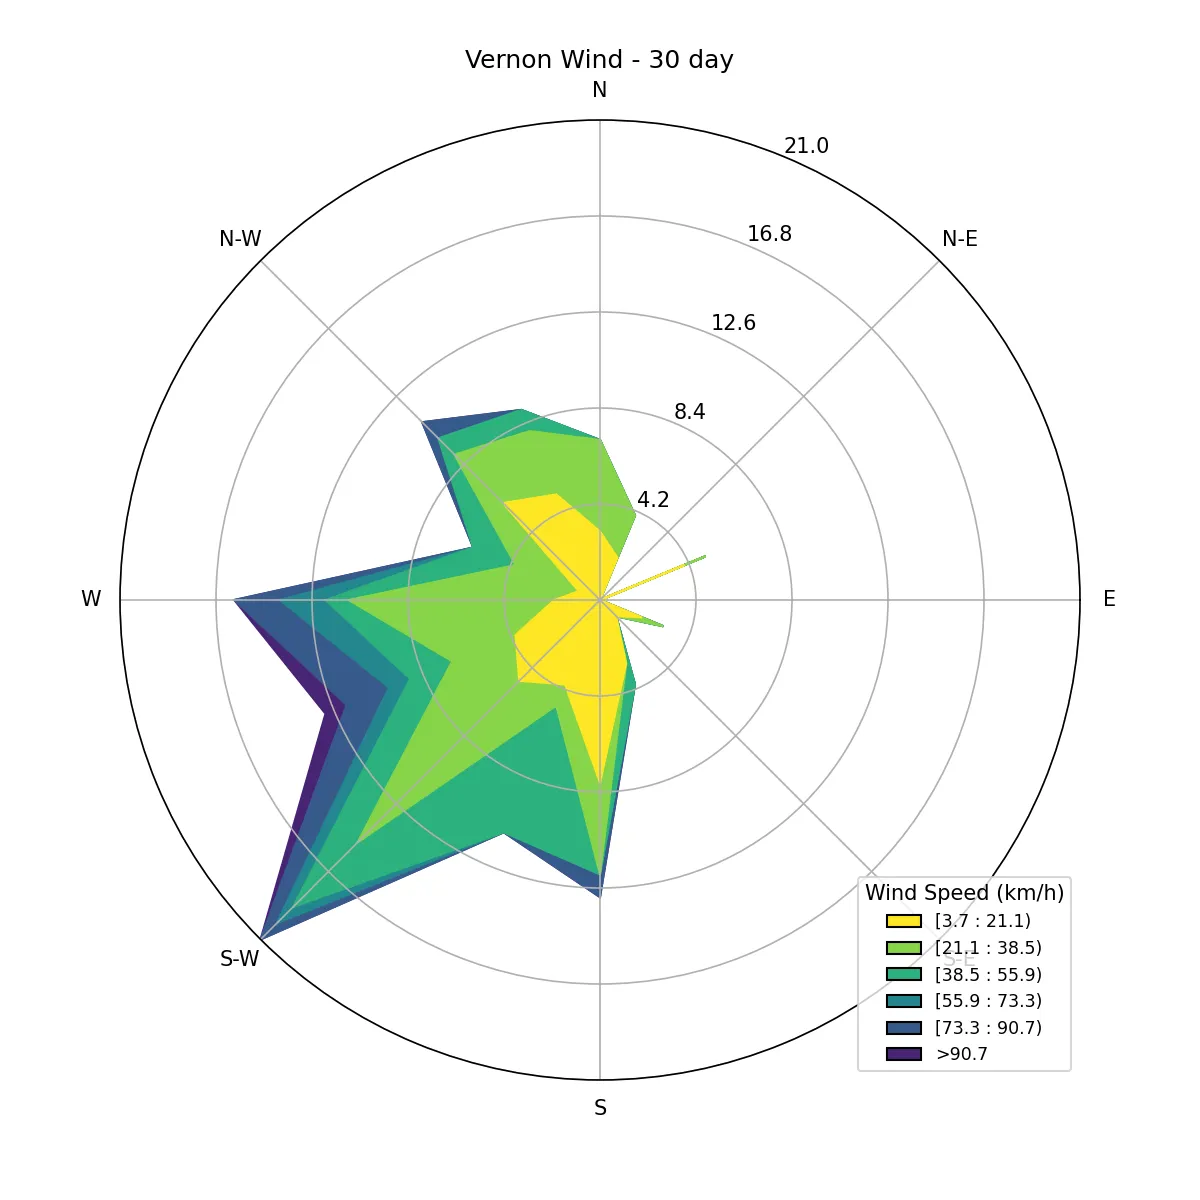 Vernon Wind - 30 day
N
21.0
16.8
N-W
N-E
12.6
8.4
4.2
W
E
S-W
S-E
S
Wind Speed (km/h)
[3.7 : 21.1)
[21.1 : 38.5)
[38.5 : 55.9)
[55.9 : 73.3)
[73.3 : 90.7)
>90.7